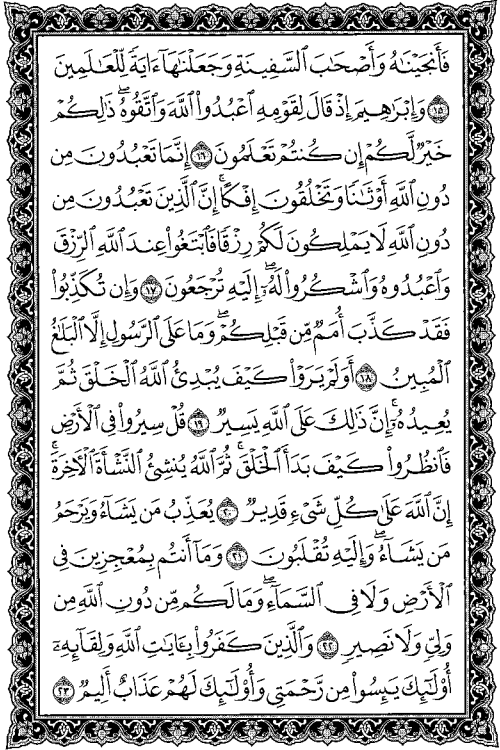 فَأَنجَيْنَٰهُ وَأَصْحَٰبَ ٱلسَّفِينَةِ وَجَعَلْنَٰهَآ ءَايَةً لِّلْعَٰلَمِينَ
١٥ وَإِبْرَٰهِيمَ إِذْ قَالَ لِقَوْمِهِ ٱعْبُدُوا۟ ٱللَّهَ وَٱتَّقُوهُ ۖ ذَٰلِكُمْ
خَيْرٌ لَّكُمْ إِن كُنتُمْ تَعْلَمُونَ ١٦ إِنَّمَا تَعْبُدُونَ مِن
دُونِ ٱللَّهِ أَوْثَٰنًا وَتَخْلُقُونَ إِفْكًا ۚ إِنَّ ٱلَّذِينَ تَعْبُدُونَ مِن
دُونِ ٱللَّهِ لَا يَمْلِكُونَ لَكُمْ رِزْقًا فَٱبْتَغُوا۟ عِندَ ٱللَّهِ ٱلرِّزْقَ
وَٱعْبُدُوهُ وَٱشْكُرُوا۟ لَهُۥٓ ۖ إِلَيْهِ تُرْجَعُونَ ١٧ وَإِن تُكَذِّبُوا۟
فَقَدْ كَذَّبَ أُمَمٌ مِّن قَبْلِكُمْ ۖ وَمَا عَلَى ٱلرَّسُولِ إِلَّا ٱلْبَلَٰغُ
ٱلْمُبِينُ ١٨ أَوَلَمْ يَرَوْا۟ كَيْفَ يُبْدِئُ ٱللَّهُ ٱلْخَلْقَ ثُمَّ
يُعِيدُهُۥٓ ۚ إِنَّ ذَٰلِكَ عَلَى ٱللَّهِ يَسِيرٌ ١٩ قُلْ سِيرُوا۟ فِى ٱلْأَرْضِ
فَٱنظُرُوا۟ كَيْفَ بَدَأَ ٱلْخَلْقَ ۚ ثُمَّ ٱللَّهُ يُنشِئُ ٱلنَّشْأَةَ ٱلْءَاخِرَةَ ۚ
إِنَّ ٱللَّهَ عَلَىٰ كُلِّ شَىْءٍ قَدِيرٌ ٢٠ يُعَذِّبُ مَن يَشَآءُ وَيَرْحَمُ
مَن يَشَآءُ ۖ وَإِلَيْهِ تُقْلَبُونَ ٢١ وَمَآ أَنتُم بِمُعْجِزِينَ فِى
ٱلْأَرْضِ وَلَا فِى ٱلسَّمَآءِ ۖ وَمَا لَكُم مِّن دُونِ ٱللَّهِ مِن
وَلِىٍّ وَلَا نَصِيرٍ ٢٢ وَٱلَّذِينَ كَفَرُوا۟ بِـَٔايَٰتِ ٱللَّهِ وَلِقَآئِهِۦٓ
أُو۟لَٰٓئِكَ يَئِسُوا۟ مِن رَّحْمَتِى وَأُو۟لَٰٓئِكَ لَهُمْ عَذَابٌ أَلِيمٌ ٢٣